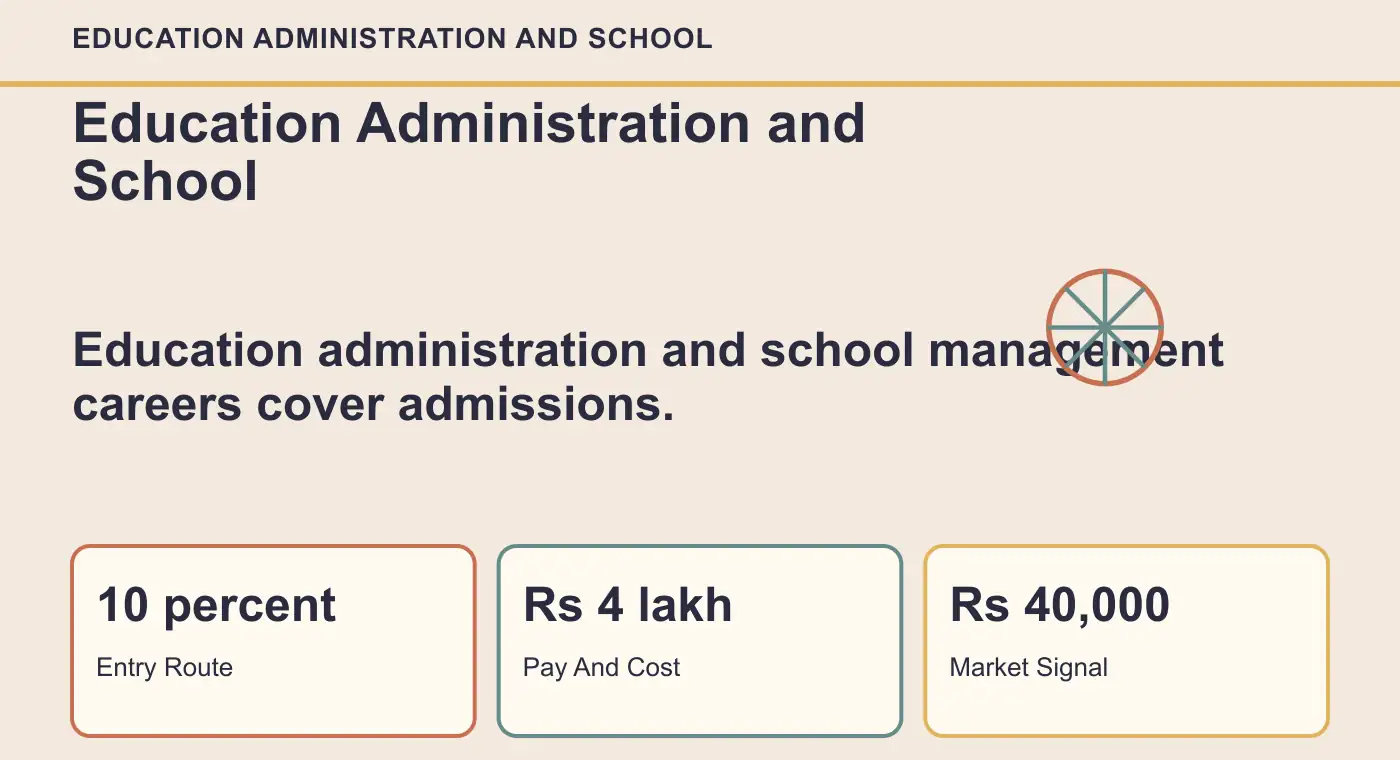 EDUCATION ADMINISTRATION AND SCHOOL
Education Administration and
School
Education administration and school management
careers cover admissions.
10 percent
Entry Route
Rs 4 lakh
Pay And Cost
Rs 40,000
Market Signal